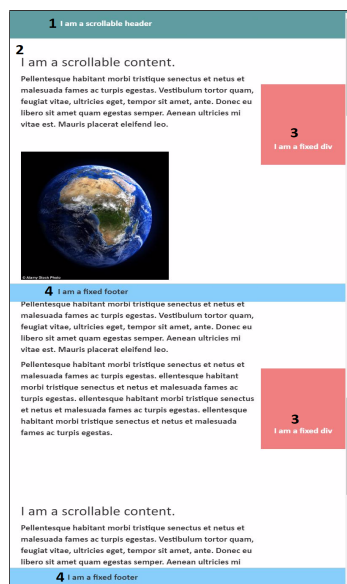 1 I am a scrollable header
2
I am a scrollable content.
Pellentesque habitant morbi tristique senectus et netus et
malesuada fames ac turpis egestas. Vestibulum tortor quam,
feugiat vitae, ultricies eget, tempor sit amet, ante. Donec eu
libero sit amet quam egestas semper. Aenean ultricies mi
vitae est. Mauris placerat eleifend leo.
3
I am a fixed div
© Alamy Stock Photo
4 I am a fixed footer
Pellentesque habitant morbi tristique senectus et netus et
malesuada fames ac turpis egestas. Vestibulum tortor quam,
feugiat vitae, ultricies eget, tempor sit amet, ante. Donec eu
libero sit amet quam egestas semper. Aenean ultricies mi
vitae est. Mauris placerat eleifend leo.
Pellentesque habitant morbi tristique senectus et netus et
malesuada fames ac turpis egestas. ellentesque habitant
morbi tristique senectus et netus et malesuada fames ac
turpis egestas. ellentesque habitant morbi tristique senectus
et netus et malesuada fames ac turpis egestas. ellentesque
habitant morbi tristique senectus et netus et malesuada
fames ac turpis egestas.
3
I am a fixed div
I am a scrollable content.
Pellentesque habitant morbi tristique senectus et netus et
malesuada fames ac turpis egestas. Vestibulum tortor quam,
feugiat vitae, ultricies eget, tempor sit amet, ante. Donec eu
libero sit amet quam egestas semper. Aenean ultricies mi
4 I am a fixed footer